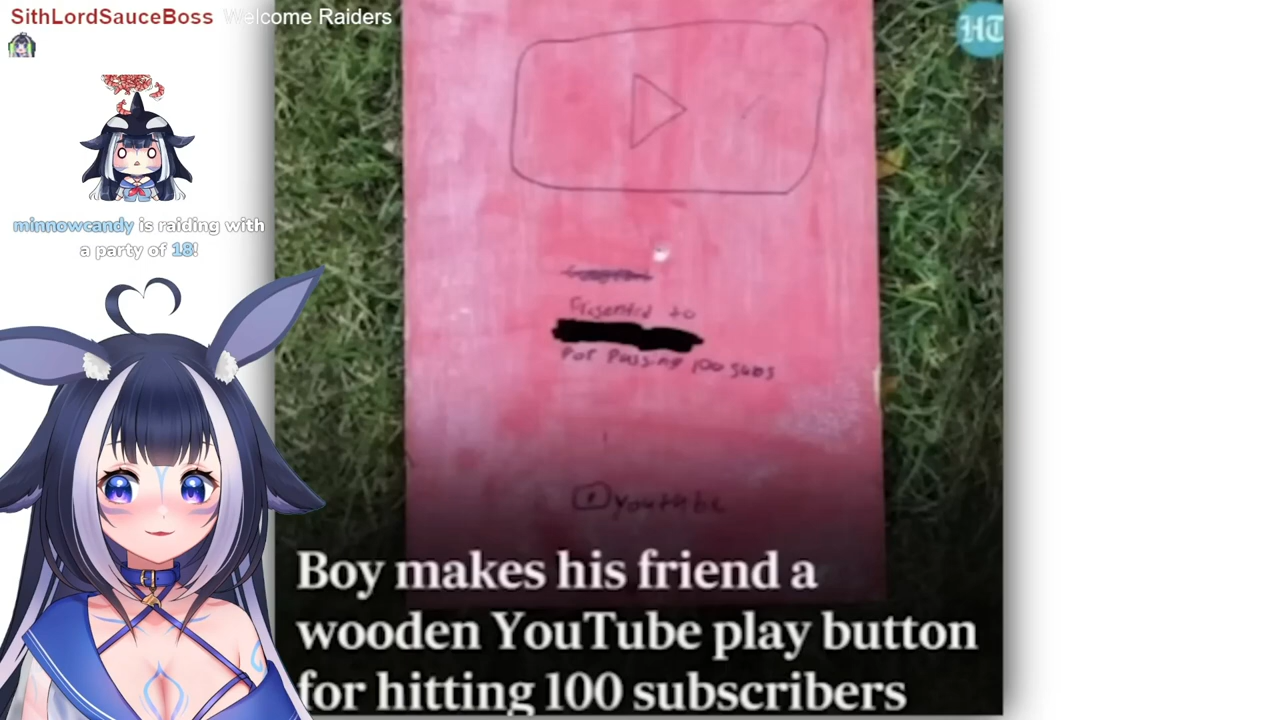 SithLordSauceBoss Welcome Raiders
HT
minnowcandy is raiding with
a party of 18!
Presented to
For Passing 100 subs
youtube
Boy makes his friend a
wooden YouTube play button
for hitting 100 subscribers